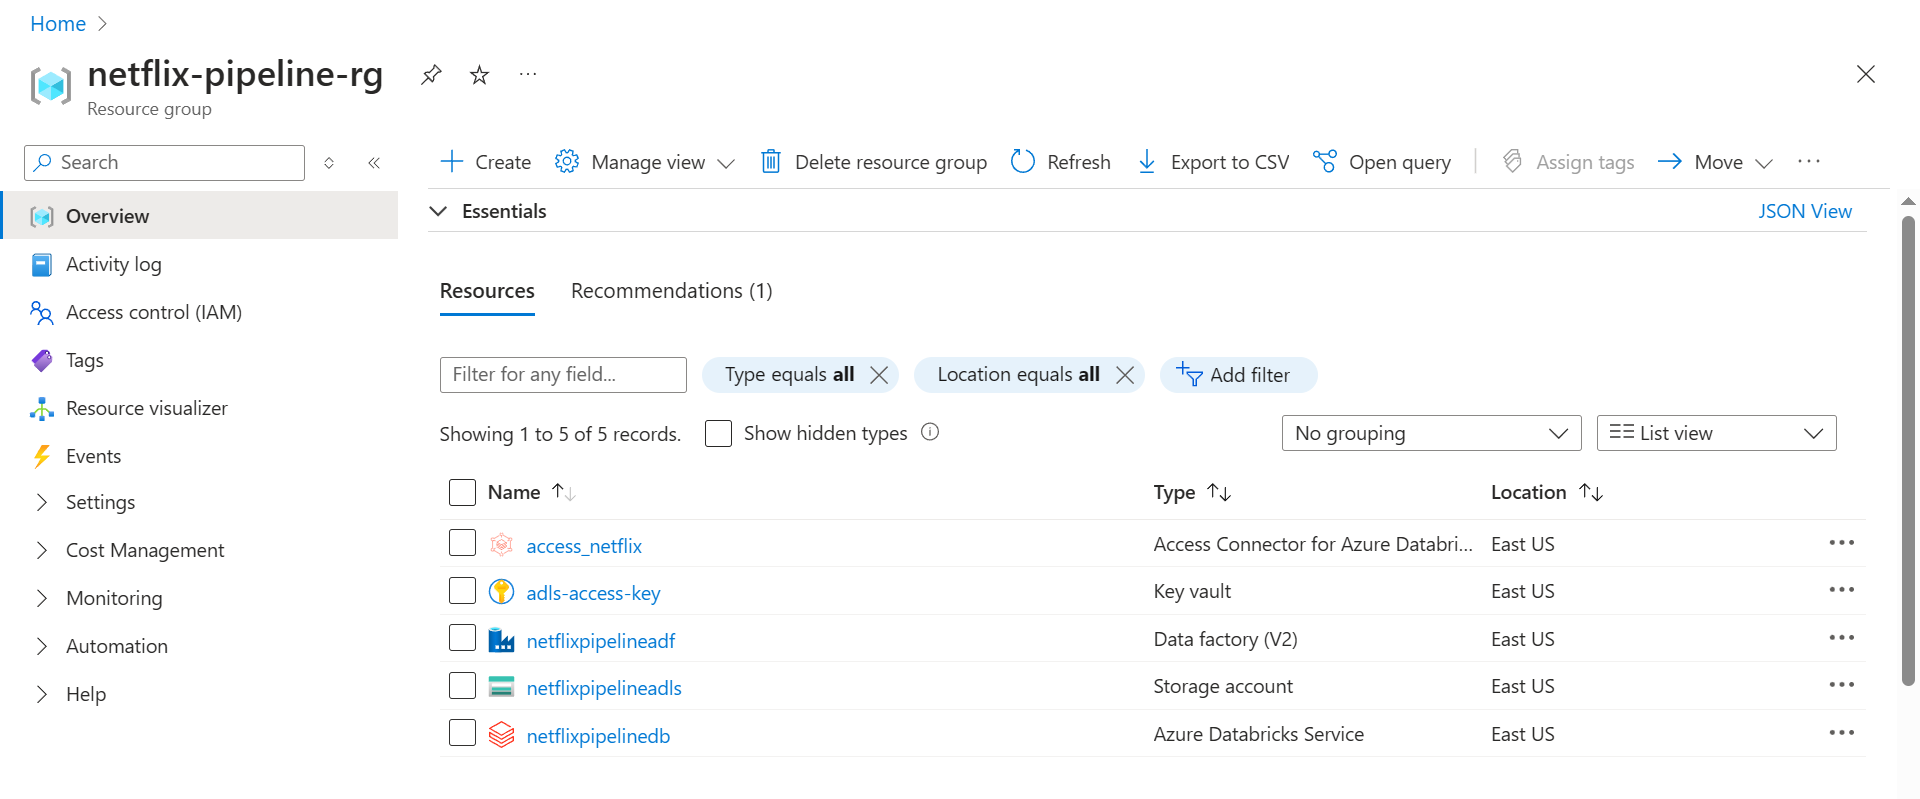 Home
netflix-pipeline-rg
Resource group
Search
Overview
Activity log
Access control (IAM)
Tags
Resource visualizer
Events
Settings
Cost Management
Monitoring
Automation
Help
Create Manage view Delete resource group Refresh Export to CSV Open query Assign tags Move
Essentials JSON View
Resources Recommendations (1)
Filter for any field... Type equals all Location equals all Add filter
Showing 1 to 5 of 5 records. Show hidden types No grouping List view
Name Type Location
access_netflix Access Connector for Azure Databri... East US
adls-access-key Key vault East US
netflixpipelineadf Data factory (V2) East US
netflixpipelineadls Storage account East US
netflixpipelinedb Azure Databricks Service East US